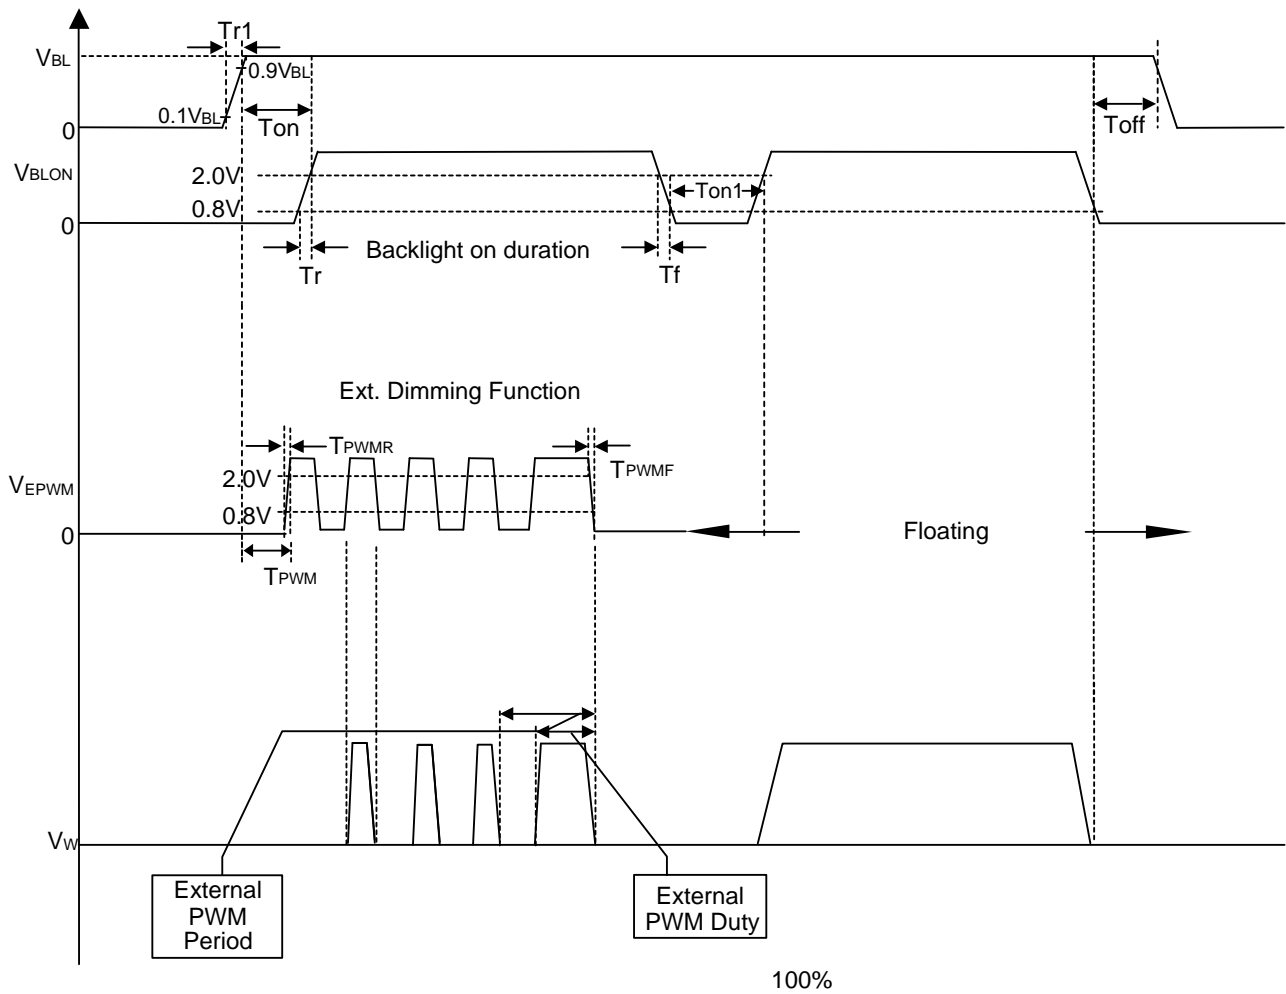 Tr1
VBL
0.9VBL
0.1VBL
Ton
Toff
0
VBLON
2.0V
Ton1
0.8V
0
Backlight on duration
Tr
Tf
Ext. Dimming Function
TPWMR
TPWMF
2.0V
VEPWM
0.8V
Floating
0
TPWM
VW
External
PWM
Period
External
PWM Duty
100%